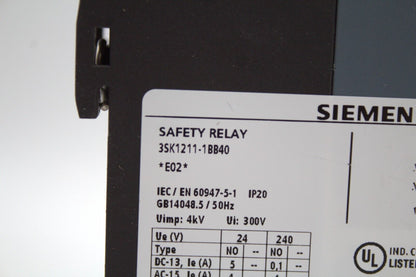 SIEMEN
SAFETY RELAY
3SK1211-1BB40
*E02*
IEC / EN 60947-5-1 IP20
GB14048.5 / 50Hz
Uimp: 4kV Ui: 300V
Ue (V) 24 240
Type NO -- NO --
DC-13, Ie (A) 5 -- 0,1 --
AC-15, Ie (A)
UL IND. C
LISTE